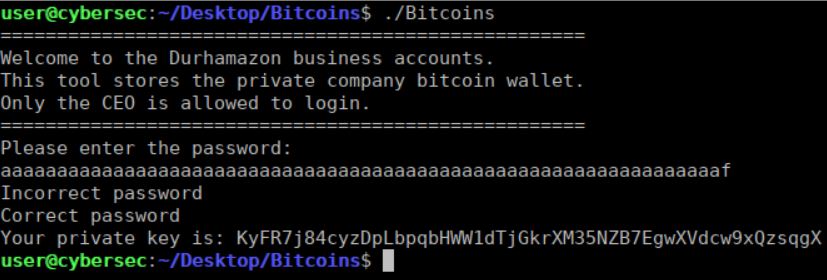 user@cybersec:~/Desktop/Bitcoins$ ./Bitcoins
====================================================
Welcome to the Durhamazon business accounts.
This tool stores the private company bitcoin wallet.
Only the CEO is allowed to login.
====================================================
Please enter the password:
aaaaaaaaaaaaaaaaaaaaaaaaaaaaaaaaaaaaaaaaaaaaaaaaaaaaaaaaaaaaaaaaf
Incorrect password
Correct password
Your private key is: KyFR7j84cyzDpLbpqbHWW1dTjGkrXM35NZB7EgwXVdcw9xQzsqgX
user@cybersec:~/Desktop/Bitcoins$